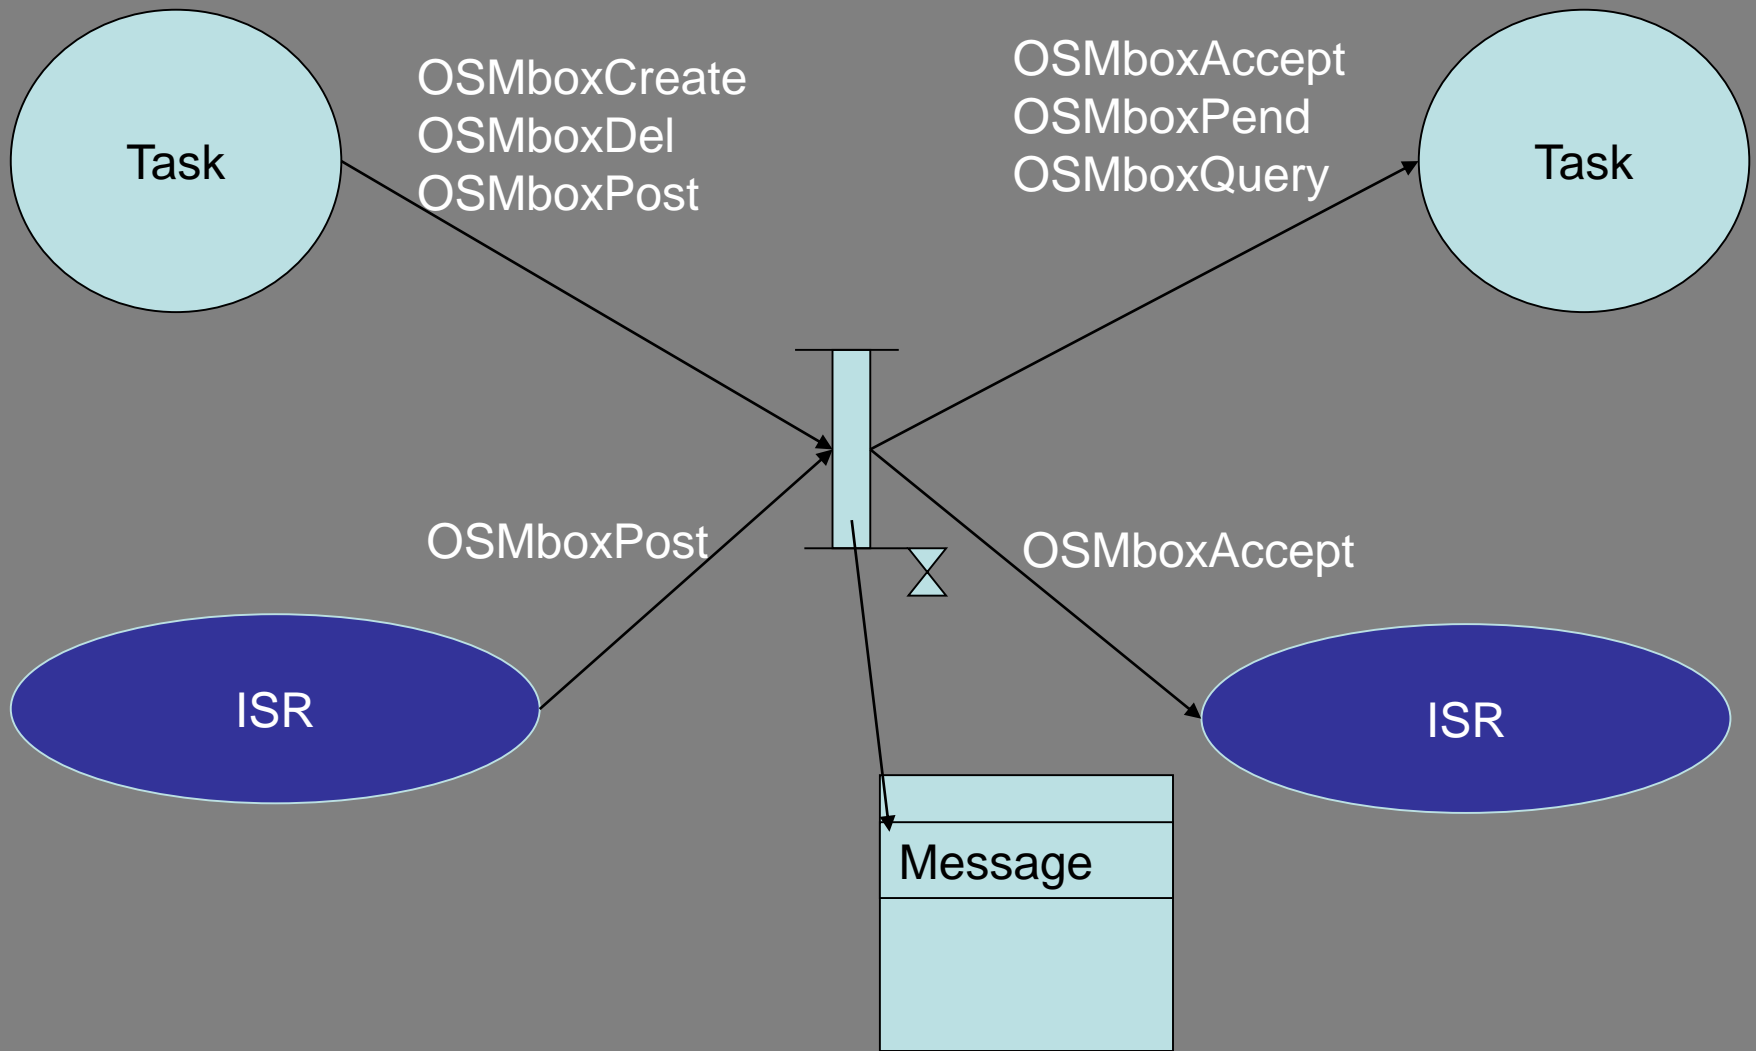 Task
OSMboxCreate
OSMboxDel
OSMboxPost
OSMboxAccept
OSMboxPend
OSMboxQuery
Task
OSMboxPost
OSMboxAccept
ISR
ISR
Message